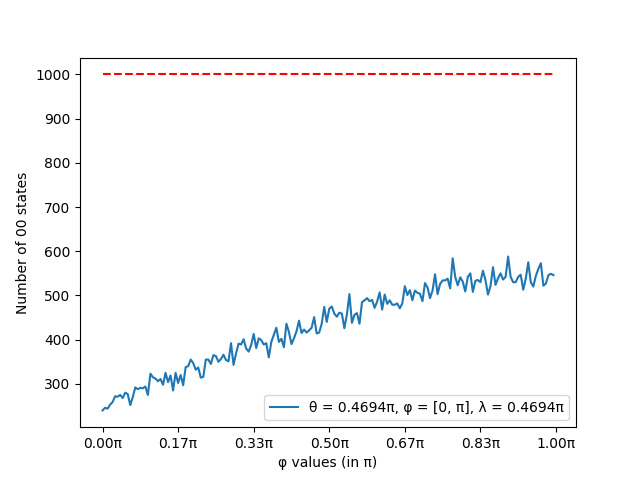 1000
900
800
700
600
500
400
300
Number of 00 states
θ = 0.4694π, φ = [0, π], λ = 0.4694π
0.00π 0.17π 0.33π 0.50π 0.67π 0.83π 1.00π
φ values (in π)